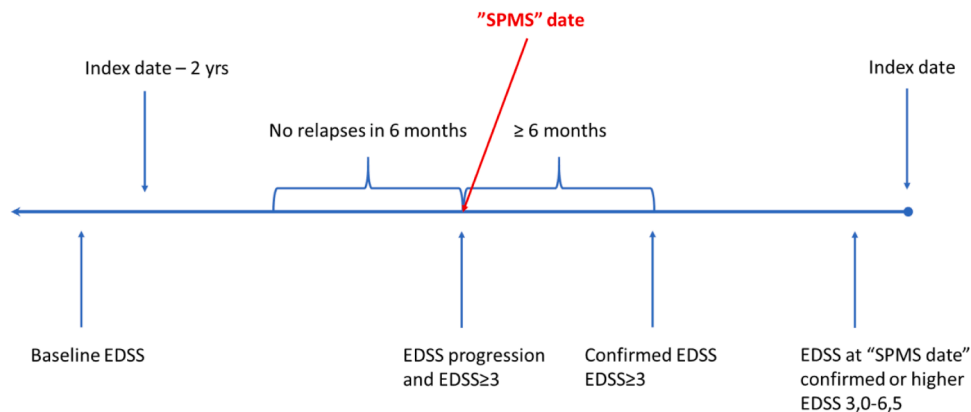 ”SPMS” date
Index date – 2 yrs
Index date
No relapses in 6 months
≥ 6 months
Baseline EDSS
EDSS progression
and EDSS≥3
Confirmed EDSS
EDSS≥3
EDSS at “SPMS date”
confirmed or higher
EDSS 3,0-6,5